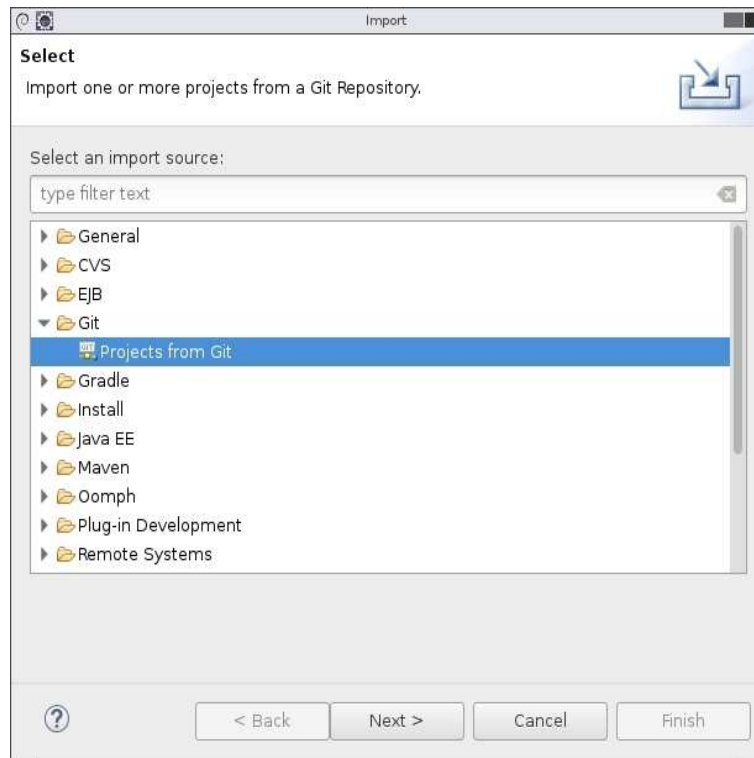 Import
Select
Import one or more projects from a Git Repository.
Select an import source:
type filter text
General
CVS
EJB
Git
GIT
Projects from Git
Gradle
Install
Java EE
Maven
Oomph
Plug-in Development
Remote Systems
? < Back Next > Cancel Finish